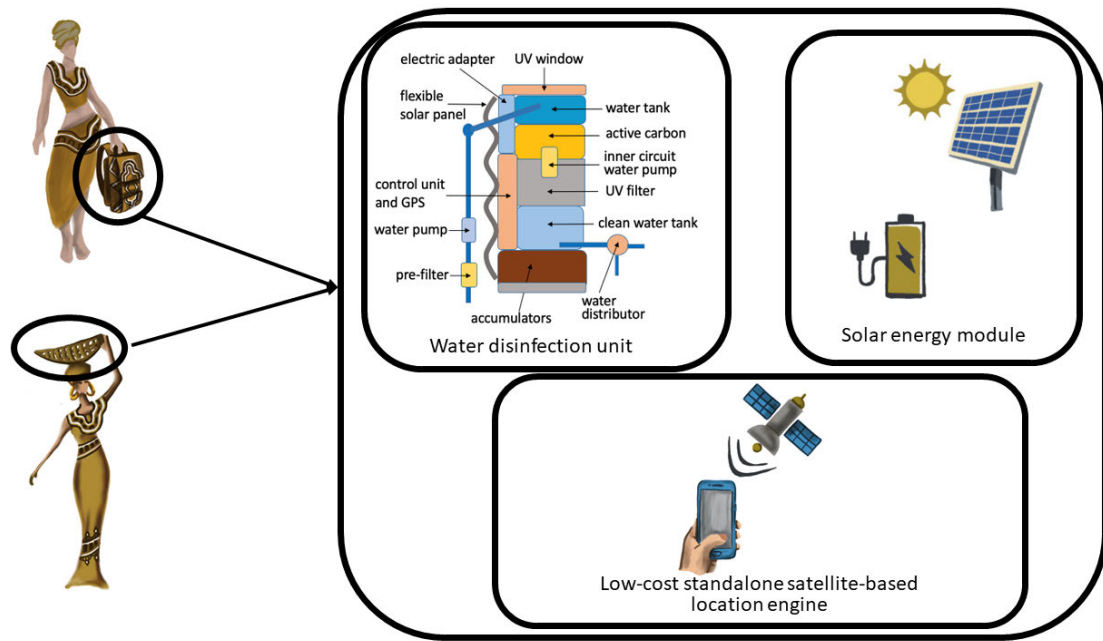 electric adapter
UV window
flexible
solar panel
water tank
active carbon
inner circuit
water pump
control unit
and GPS
UV filter
water pump
clean water tank
pre-filter
accumulators
water
distributor
Water disinfection unit
Solar energy module
Low-cost standalone satellite-based
location engine